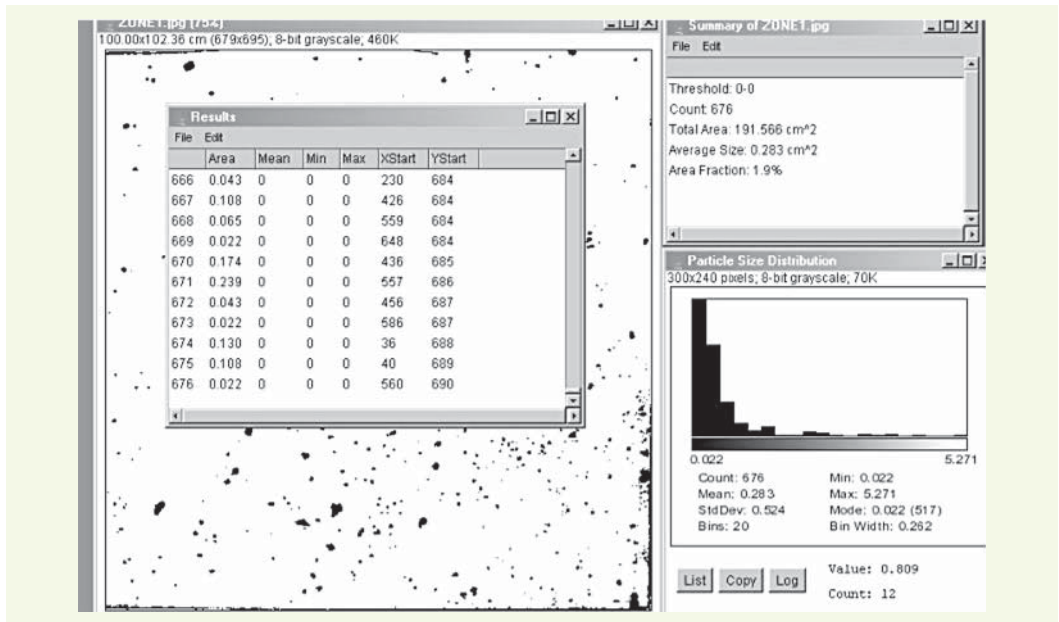 ZONE1.jpg (75%)
100.00x102.36 cm (679x695); 8-bit grayscale; 460K
Results
File Edit
Area Mean Min Max XStart YStart
666 0.043 0 0 0 230 684
667 0.108 0 0 0 426 684
668 0.065 0 0 0 559 684
669 0.022 0 0 0 648 684
670 0.174 0 0 0 436 685
671 0.239 0 0 0 557 686
672 0.043 0 0 0 456 687
673 0.022 0 0 0 586 687
674 0.130 0 0 0 36 688
675 0.108 0 0 0 40 689
676 0.022 0 0 0 560 690
Summary of ZONE1.jpg
File Edit
Threshold: 0-0
Count: 676
Total Area: 191.566 cm^2
Average Size: 0.283 cm^2
Area Fraction: 1.9%
Particle Size Distribution
300x240 pixels; 8-bit grayscale; 70K
0.022 5.271
Count: 676 Min: 0.022
Mean: 0.283 Max: 5.271
StdDev: 0.524 Mode: 0.022 (517)
Bins: 20 Bin Width: 0.262
List Copy Log
Value: 0.809
Count: 12